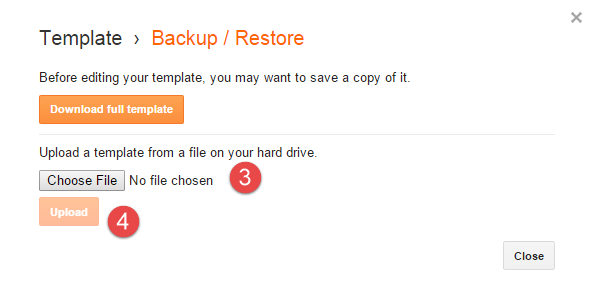 ×
Template › Backup / Restore
Before editing your template, you may want to save a copy of it.
Download full template
Upload a template from a file on your hard drive.
Choose File No file chosen 3
Upload 4
Close